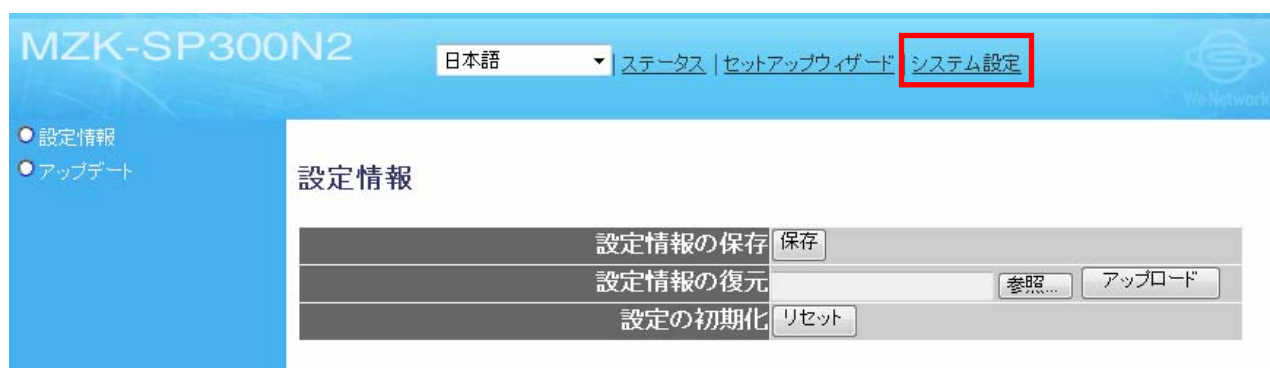 MZK-SP300N2
日本語 | ステータス | セットアップウィザード | システム設定
We Network
設定情報
アップデート
設定情報
設定情報の保存 保存
設定情報の復元 参照... アップロード
設定の初期化 リセット